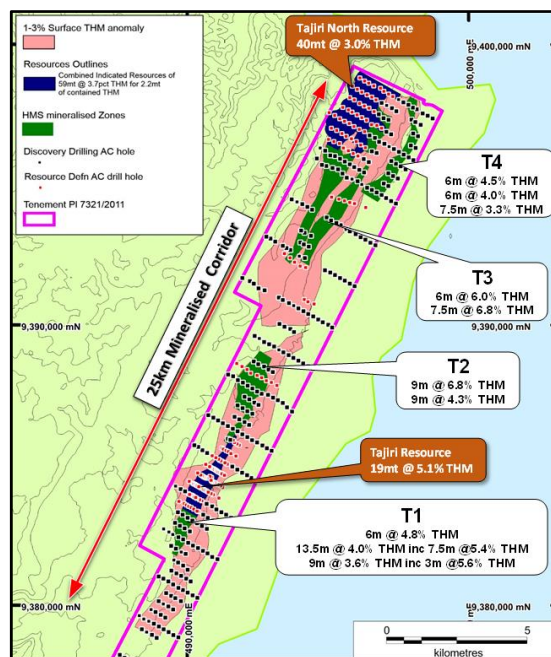 1-3% Surface THM anomaly
Resources Outlines
Combined Indicated Resources of
59mt @ 3.7pct THM for 2.2mt
of contained THM
HMS mineralised Zones
Discovery Drilling AC hole
Resource Defn AC drill hole
Tenement PI 7321/2011
Tajiri North Resource
40mt @ 3.0% THM
9,400,000 mN
500,000 mE
T4
6m @ 4.5% THM
6m @ 4.0% THM
7.5m @ 3.3% THM
T3
6m @ 6.0% THM
7.5m @ 6.8% THM
25km Mineralised Corridor
9,390,000 mN
9,390,000 mN
T2
9m @ 6.8% THM
9m @ 4.3% THM
Tajiri Resource
19mt @ 5.1% THM
T1
6m @ 4.8% THM
13.5m @ 4.0% THM inc 7.5m @5.4% THM
9m @ 3.6% THM inc 3m @5.6% THM
9,380,000 mN
9,380,000 mN
490,000 mE
0 5
kilometres